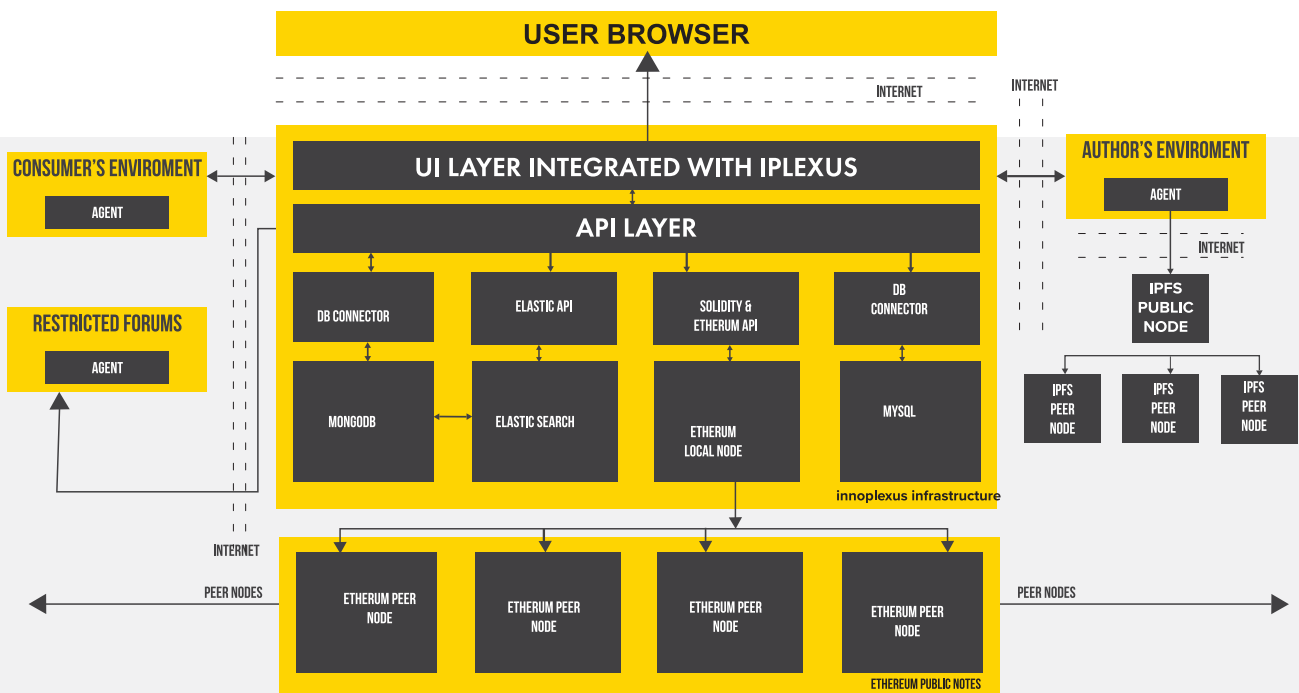 USER BROWSER
INTERNET
INTERNET
CONSUMER'S ENVIROMENT
AGENT
UI LAYER INTEGRATED WITH IPLEXUS
AUTHOR'S ENVIROMENT
AGENT
API LAYER
INTERNET
DB CONNECTOR
ELASTIC API
SOLIDITY &
ETHERUM API
DB
CONNECTOR
IPFS
PUBLIC
NODE
RESTRICTED FORUMS
AGENT
MONGODB
ELASTIC SEARCH
ETHERUM
LOCAL NODE
MYSQL
IPFS
PEER
NODE
IPFS
PEER
NODE
IPFS
PEER
NODE
innoplexus infrastructure
INTERNET
PEER NODES
ETHERUM PEER
NODE
ETHERUM PEER
NODE
ETHERUM PEER
NODE
ETHERUM PEER
NODE
PEER NODES
ETHEREUM PUBLIC NOTES